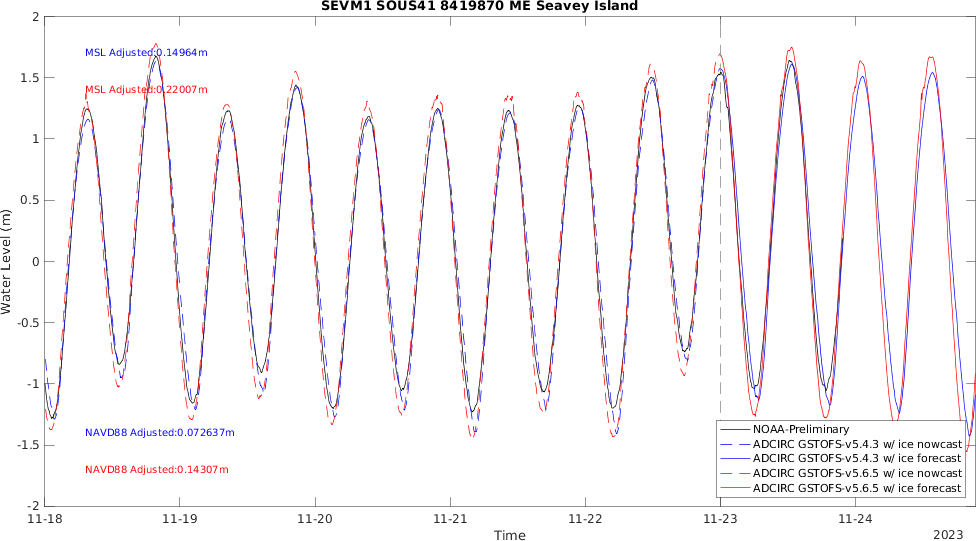 SEVM1 SOUS41 8419870 ME Seavey Island
2
MSL Adjusted:0.14964m
1.5
MSL Adjusted:0.22007m
1
0.5
Water Level (m)
0
-0.5
-1
NOAA-Preliminary
NAVD88 Adjusted:0.072637m
-1.5
ADCIRC GSTOFS-v5.4.3 w/ ice nowcast
ADCIRC GSTOFS-v5.4.3 w/ ice forecast
NAVD88 Adjusted:0.14307m
ADCIRC GSTOFS-v5.6.5 w/ ice nowcast
ADCIRC GSTOFS-v5.6.5 w/ ice forecast
-2
11-18 11-19 11-20 11-21 11-22 11-23 11-24
Time
2023